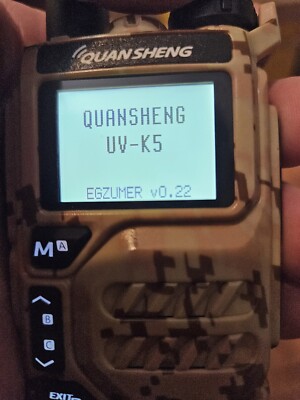 QUANSHENG
QUANSHENG
UV-K5
EGZUMER v0.22
M A
B
C
EXIT